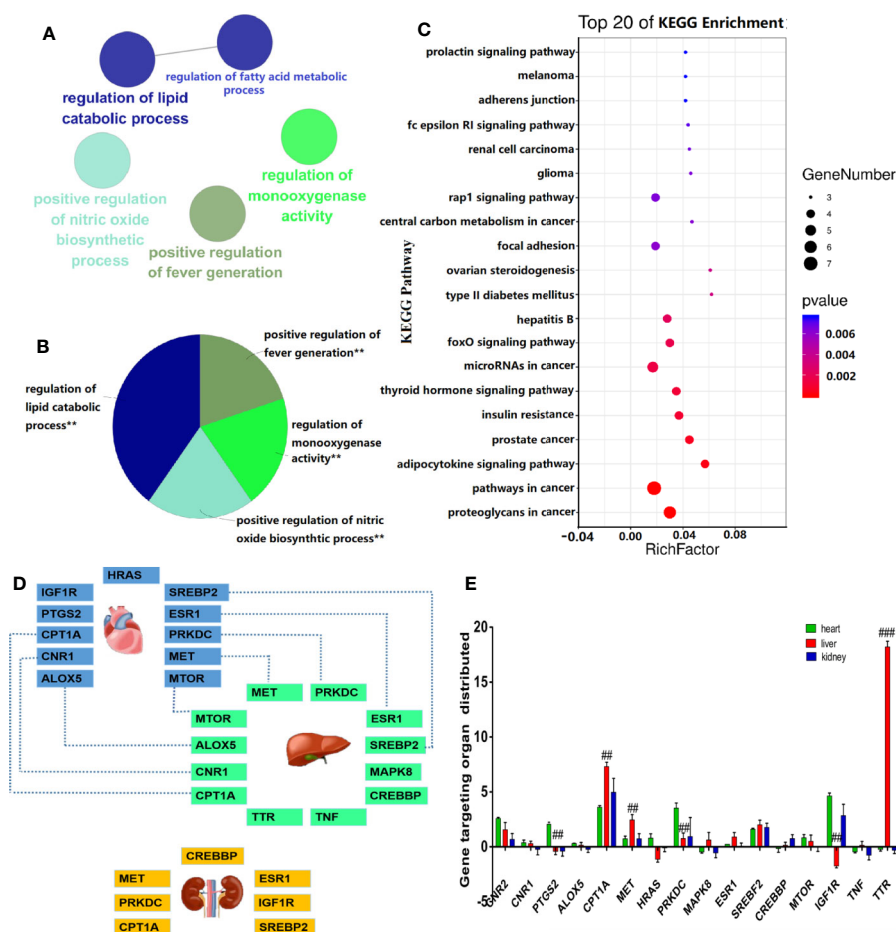 A
regulation of fatty acid metabolic
process
regulation of lipid
catabolic process
regulation of
monooxygenase
activity
positive regulation
of nitric oxide
biosynthetic
process
positive regulation
of fever generation
B
positive regulation of
fever generation**
regulation of
lipid catabolic
process**
regulation of
monooxygenase
activity**
positive regulation of nitric
oxide biosynthtic process**
C
Top 20 of KEGG Enrichment
KEGG Pathway
prolactin signaling pathway
melanoma
adherens junction
fc epsilon RI signaling pathway
renal cell carcinoma
glioma
rap1 signaling pathway
central carbon metabolism in cancer
focal adhesion
ovarian steroidogenesis
type II diabetes mellitus
hepatitis B
foxO signaling pathway
microRNAs in cancer
thyroid hormone signaling pathway
insulin resistance
prostate cancer
adipocytokine signaling pathway
pathways in cancer
proteoglycans in cancer
−0.04 0.00 0.04 0.08
RichFactor
GeneNumber
3
4
5
6
7
pvalue
0.006
0.004
0.002
D
HRAS
IGF1R SREBP2
PTGS2 ESR1
CPT1A PRKDC
CNR1 MET
ALOX5 MTOR
MET PRKDC
MTOR ESR1
ALOX5 SREBP2
CNR1 MAPK8
CPT1A CREBBP
TTR TNF
CREBBP
MET ESR1
PRKDC IGF1R
CPT1A SREBP2
E
Gene targeting organ distributed
20
15
10
5
0
-5
heart
liver
kidney
##
##
##
##
##
###
CNR2 CNR1 PTGS2 ALOX5 CPT1A MET HRAS PRKDC MAPK8 ESR1 SREBF2 CREBBP MTOR IGF1R TNF TTR